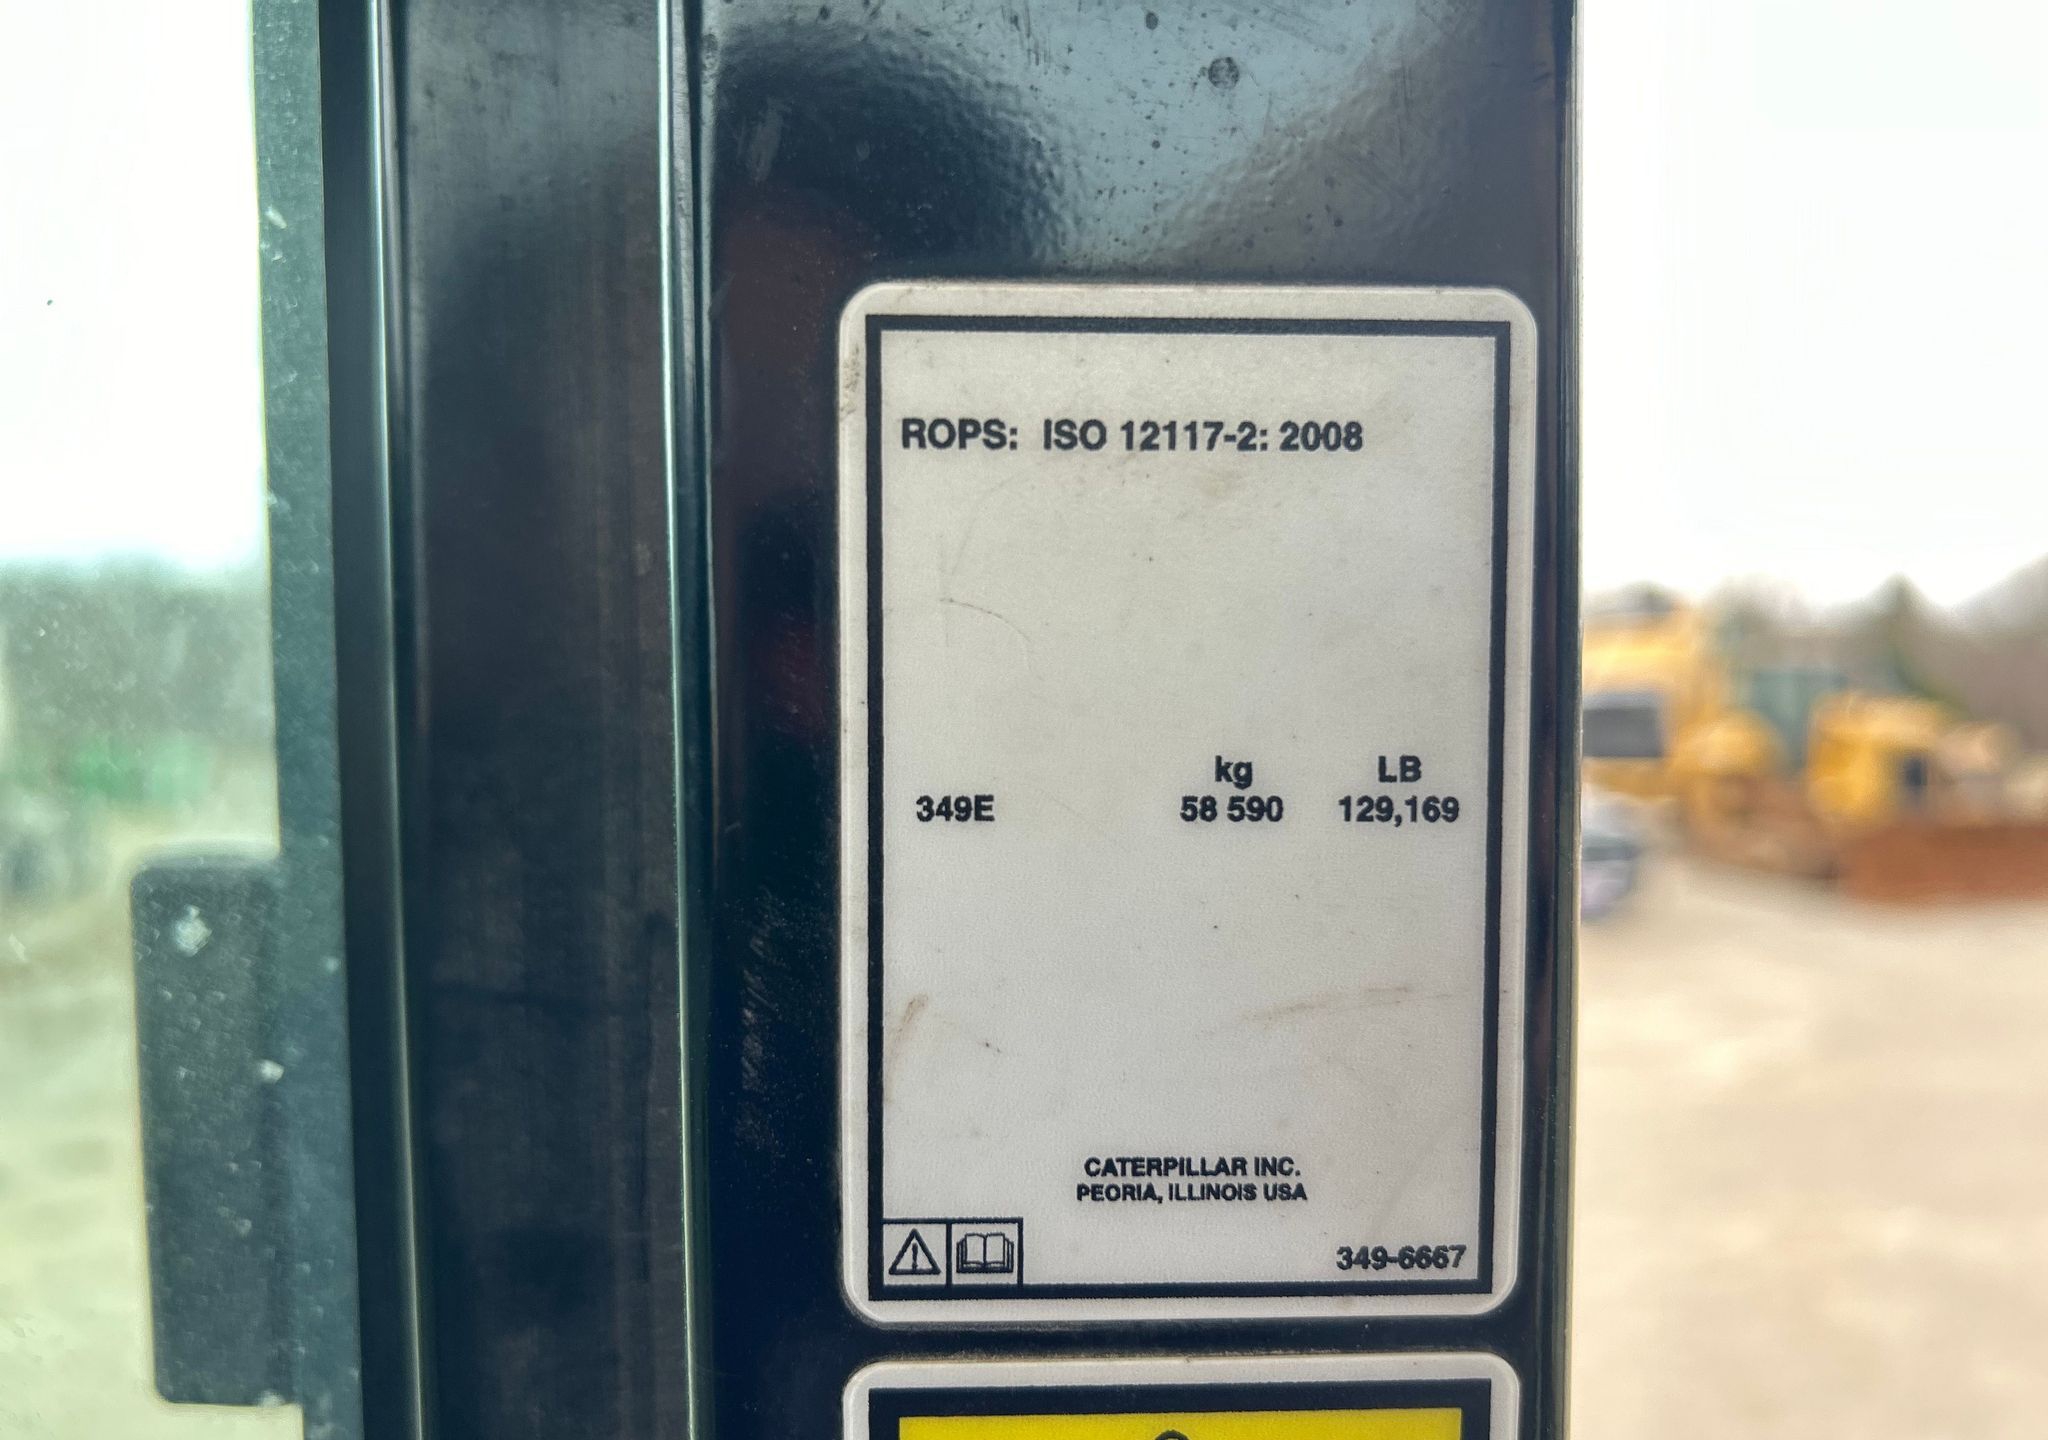 ROPS: ISO 12117-2: 2008
kg LB
349E 58 590 129,169
CATERPILLAR INC.
PEORIA, ILLINOIS USA
349-6667